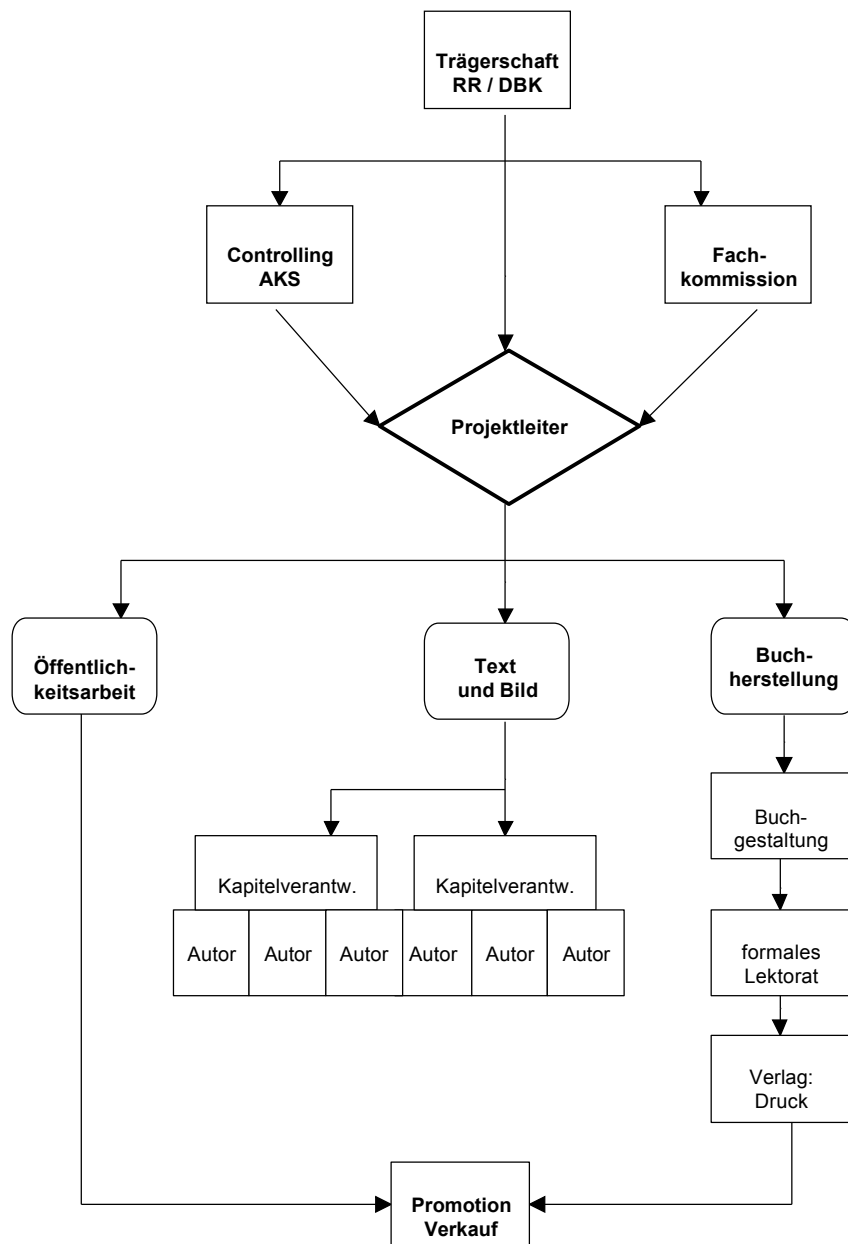 Trägerschaft
RR / DBK
Controlling
AKS
Fach-
kommission
Projektleiter
Öffentlich-
keitsarbeit
Text
und Bild
Buch-
herstellung
Buch-
gestaltung
Kapitelverantw.
Kapitelverantw.
Autor
Autor
Autor
Autor
Autor
Autor
formales
Lektorat
Verlag:
Druck
Promotion
Verkauf